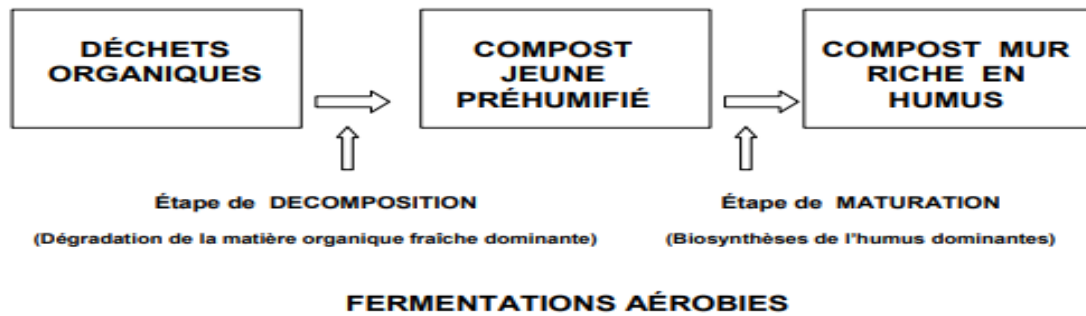 DÉCHETS
ORGANIQUES
COMPOST
JEUNE
PRÉHUMIFIÉ
COMPOST MUR
RICHE EN
HUMUS
Étape de DECOMPOSITION
(Dégradation de la matière organique fraîche dominante)
Étape de MATURATION
(Biosynthèses de l'humus dominantes)
FERMENTATIONS AÉROBIES